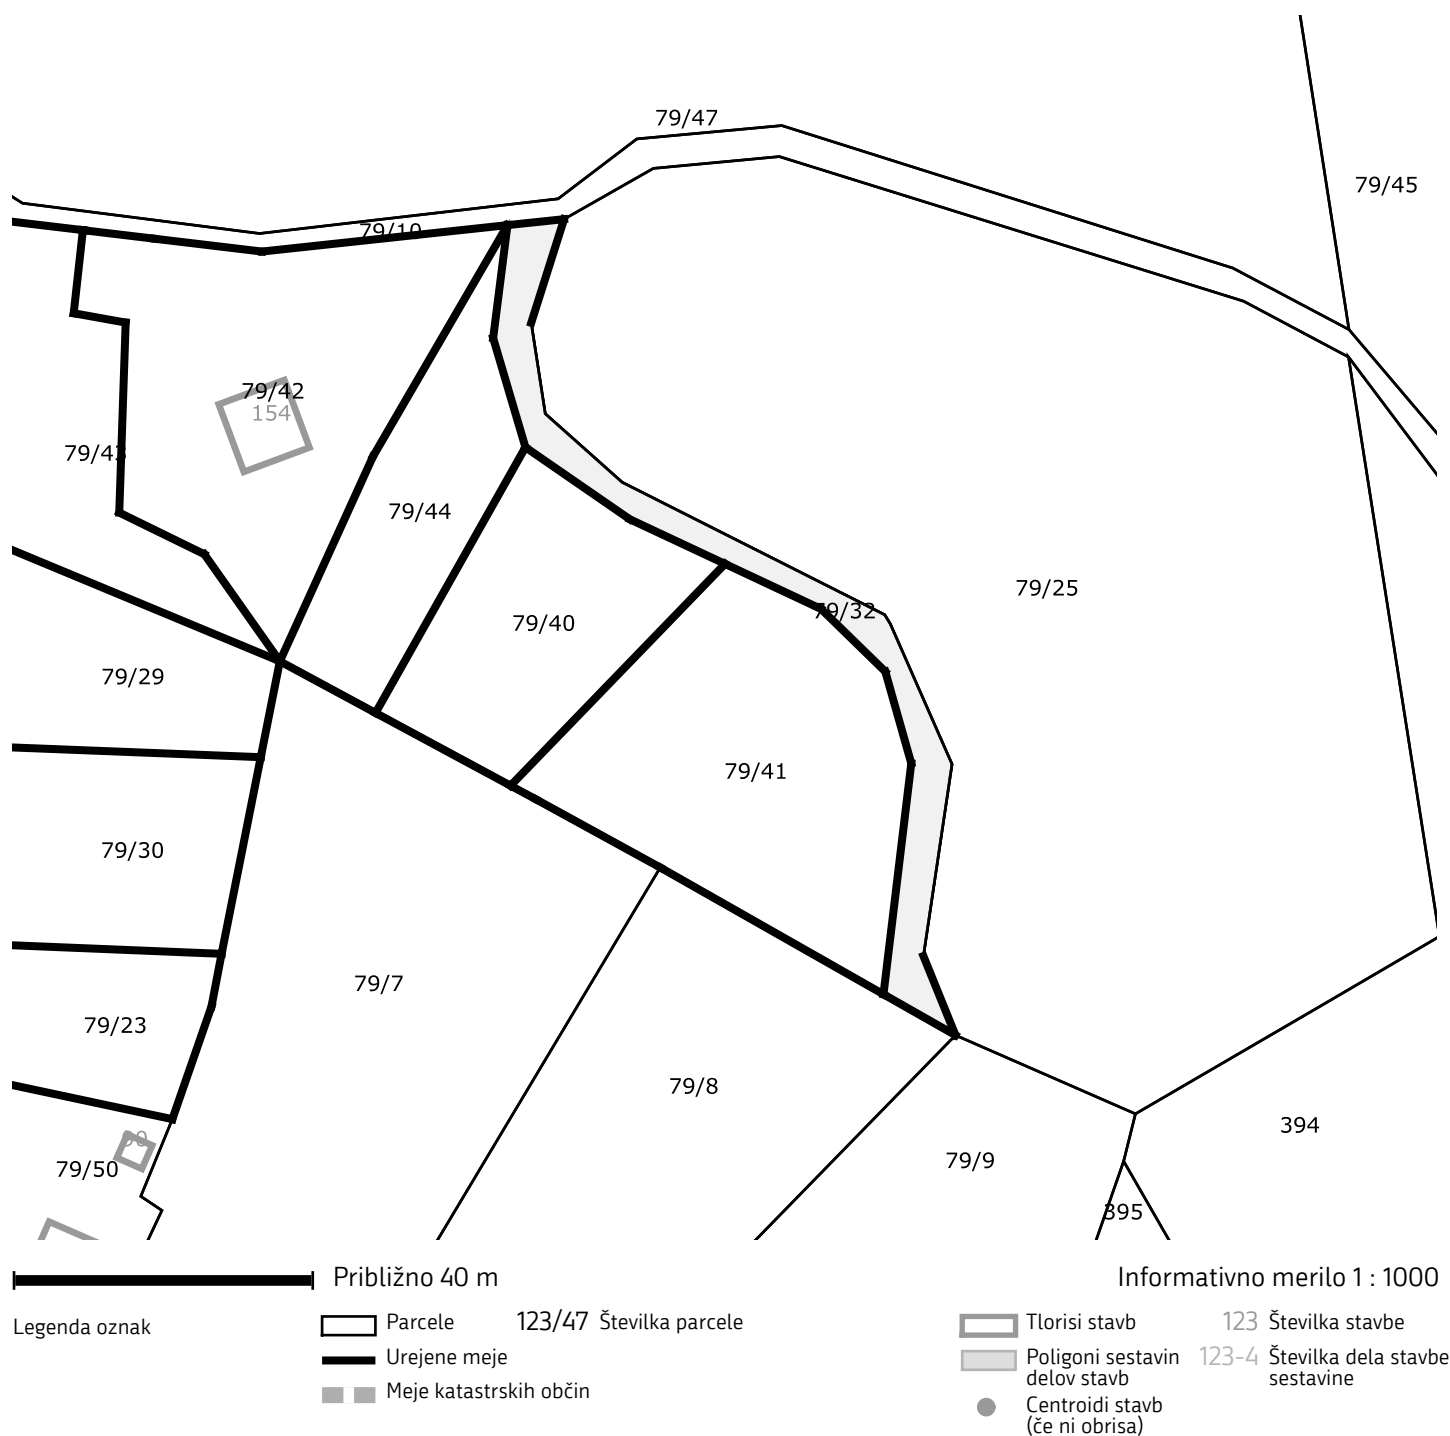 79/47
79/45
79/10
79/42
154
79/43
79/44
79/25
79/32
79/40
79/29
79/41
79/30
79/7
79/23
79/8
394
79/9
79/50
395
Približno 40 m
Informativno merilo 1 : 1000
Legenda oznak
Parcele
123/47 Številka parcele
Urejene meje
Meje katastrskih občin
Tlorisi stavb
123 Številka stavbe
Poligoni sestavin
delov stavb
123-4 Številka dela stavbe
sestavine
Centroidi stavb
(če ni obrisa)